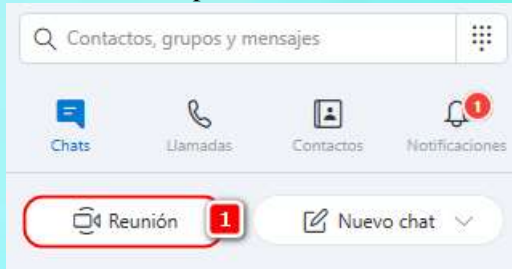 Contactos, grupos y mensajes
1
Chats Llamadas Contactos Notificaciones
Reunión 1 Nuevo chat